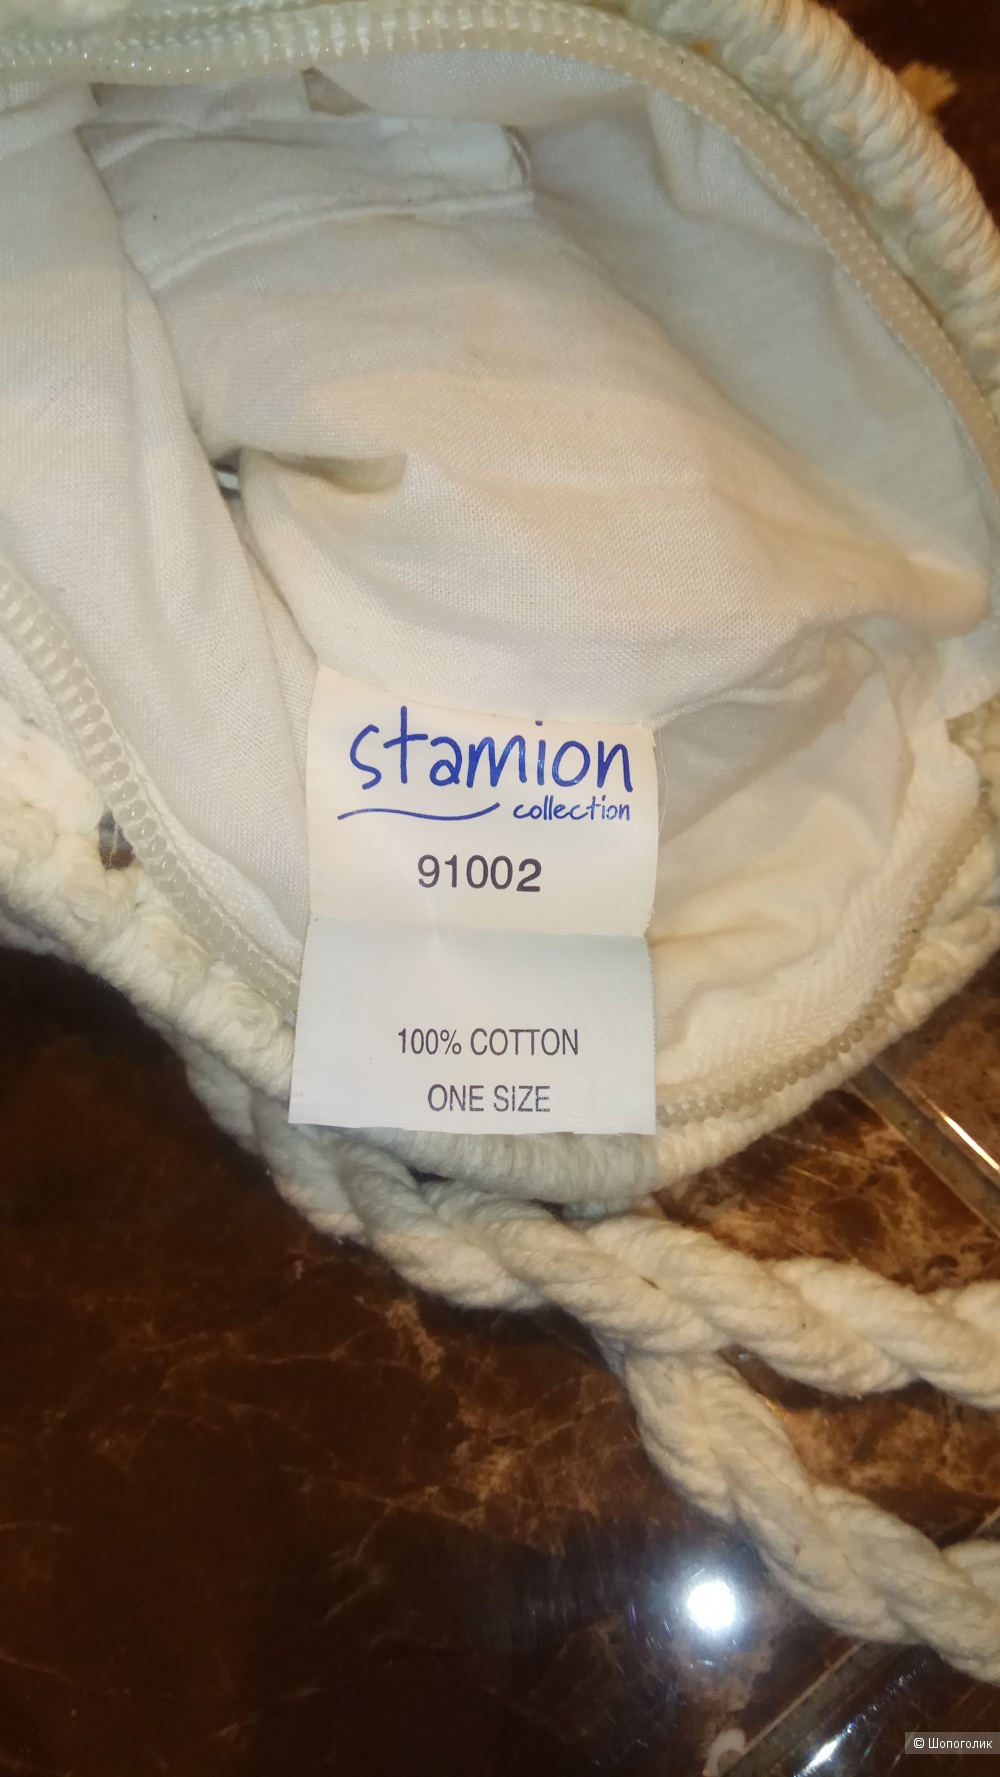 stamion
collection
91002
100% COTTON
ONE SIZE
© Шопоголик